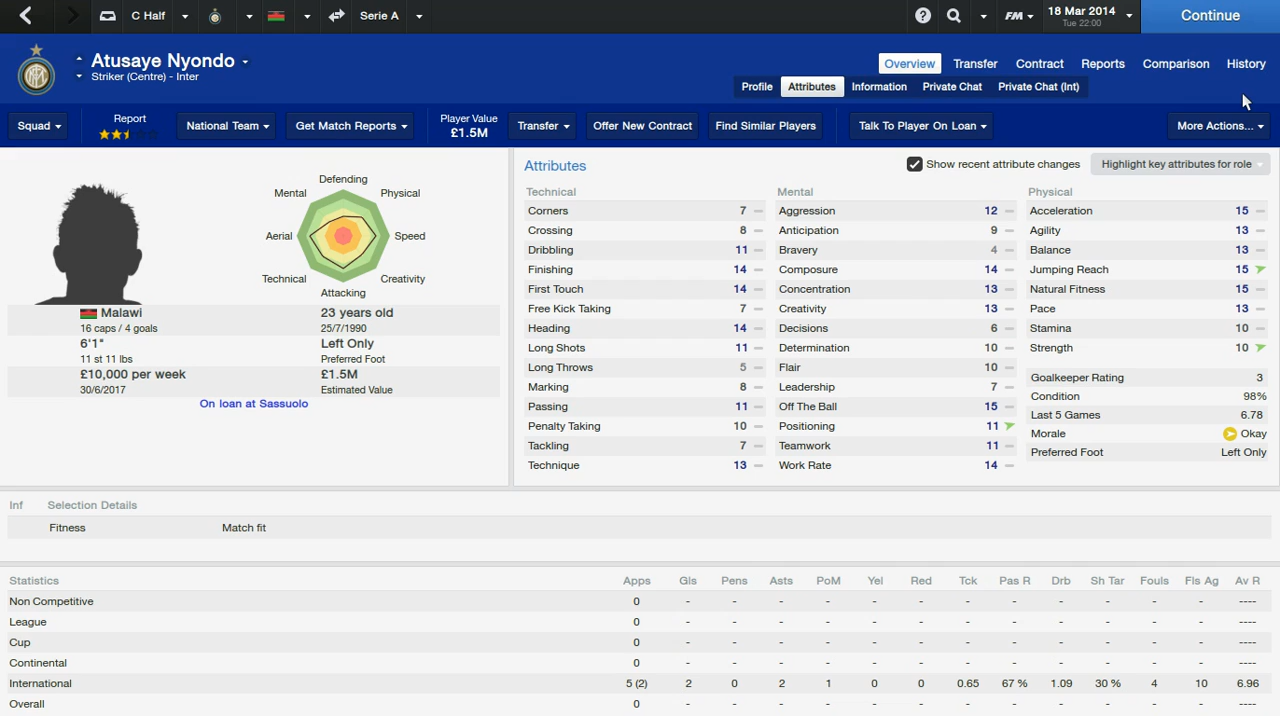 C Half Serie A FM 18 Mar 2014 Continue
Tue 22:00
Atusaye Nyondo
Striker (Centre) - Inter
Overview Transfer Contract Reports Comparison History
Profile Attributes Information Private Chat Private Chat (Int)
Squad Report National Team Get Match Reports Player Value £1.5M Transfer Offer New Contract Find Similar Players Talk To Player On Loan More Actions...
Defending
Mental Physical
Aerial Speed
Technical Creativity
Attacking
Malawi 23 years old
16 caps / 4 goals 25/7/1990
6'1" Left Only
11 st 11 lbs Preferred Foot
£10,000 per week £1.5M
30/6/2017 Estimated Value
On loan at Sassuolo
Attributes Show recent attribute changes Highlight key attributes for role
Technical Mental Physical
Corners 7 Aggression 12 Acceleration 15
Crossing 8 Anticipation 9 Agility 13
Dribbling 11 Bravery 4 Balance 13
Finishing 14 Composure 14 Jumping Reach 15
First Touch 14 Concentration 13 Natural Fitness 15
Free Kick Taking 7 Creativity 13 Pace 13
Heading 14 Decisions 6 Stamina 10
Long Shots 11 Determination 10 Strength 10
Long Throws 5 Flair 10 Goalkeeper Rating 3
Marking 8 Leadership 7 Condition 98%
Passing 11 Off The Ball 15 Last 5 Games 6.78
Penalty Taking 10 Positioning 11 Morale Okay
Tackling 7 Teamwork 11 Preferred Foot Left Only
Technique 13 Work Rate 14
Inf Selection Details
Fitness Match fit
Statistics Apps Gls Pens Asts PoM Yel Red Tck Pas R Drb Sh Tar Fouls Fls Ag Av R
Non Competitive 0 - - - - - - - - - - - - ----
League 0 - - - - - - - - - - - - ----
Cup 0 - - - - - - - - - - - - ----
Continental 0 - - - - - - - - - - - - ----
International 5 (2) 2 0 2 1 0 0 0.65 67 % 1.09 30 % 4 10 6.96
Overall 0 - - - - - - - - - - - - ----